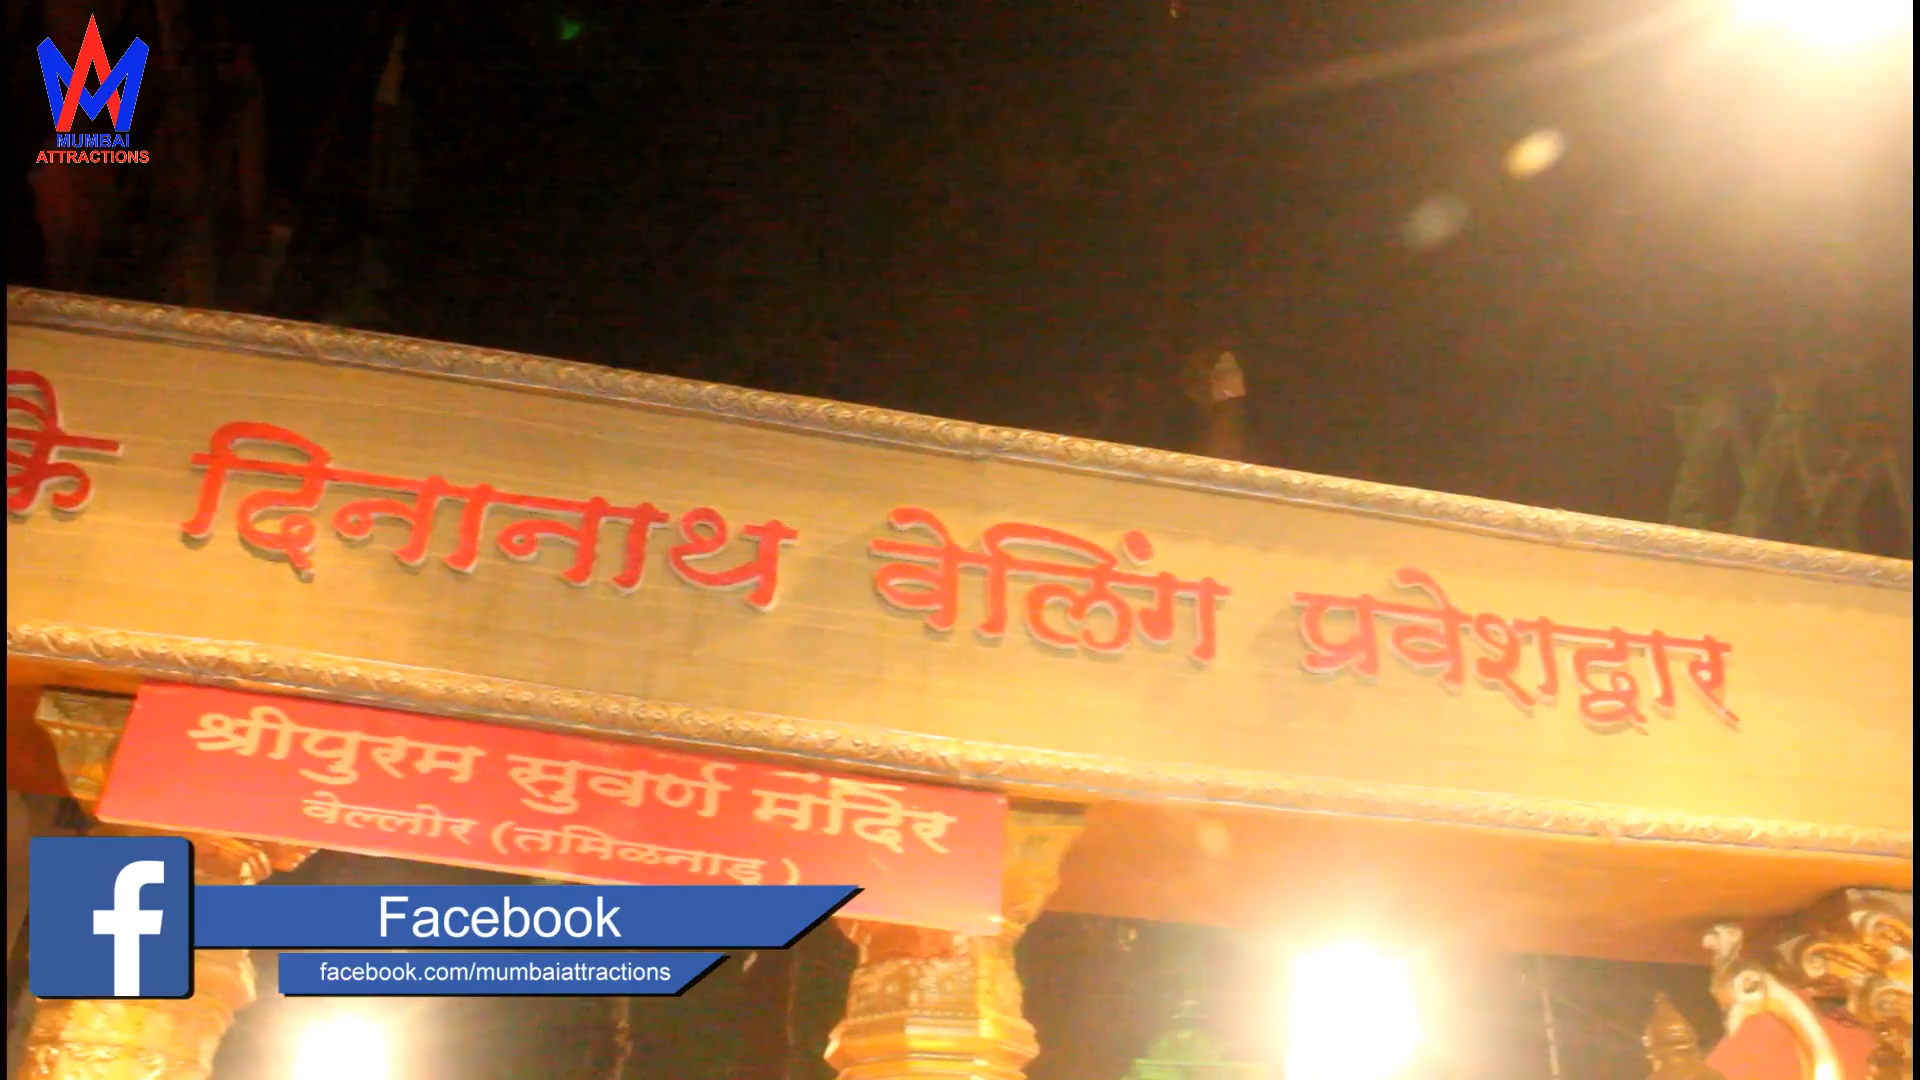 MUMBAI
ATTRACTIONS
कै दिनानाथ वेलिंग प्रवेशद्वार
श्रीपुरम सुवर्ण मंदिर
वेल्लोर (तमिळनाडू)
Facebook
facebook.com/mumbaiattractions